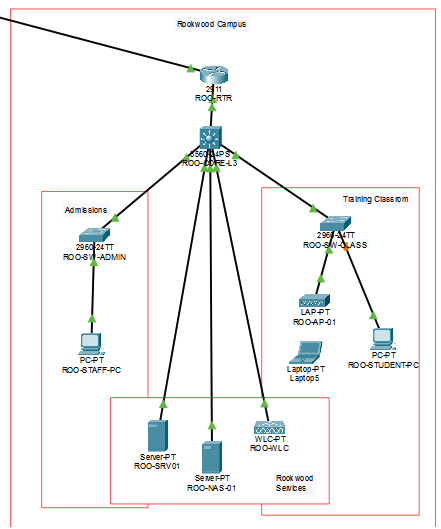 Rookwood Campus
2911
ROO-RTR
3560-24PS
ROO-CORE-L3
Admissions
2960-24TT
ROO-SW-ADMIN
PC-PT
ROO-STAFF-PC
Training Classrom
2960-24TT
ROO-SW-CLASS
LAP-PT
ROO-AP-01
Laptop-PT
Laptop5
PC-PT
ROO-STUDENT-PC
Server-PT
ROO-SRV01
Server-PT
ROO-NAS-01
WLC-PT
ROO-WLC
Rookwood
Services